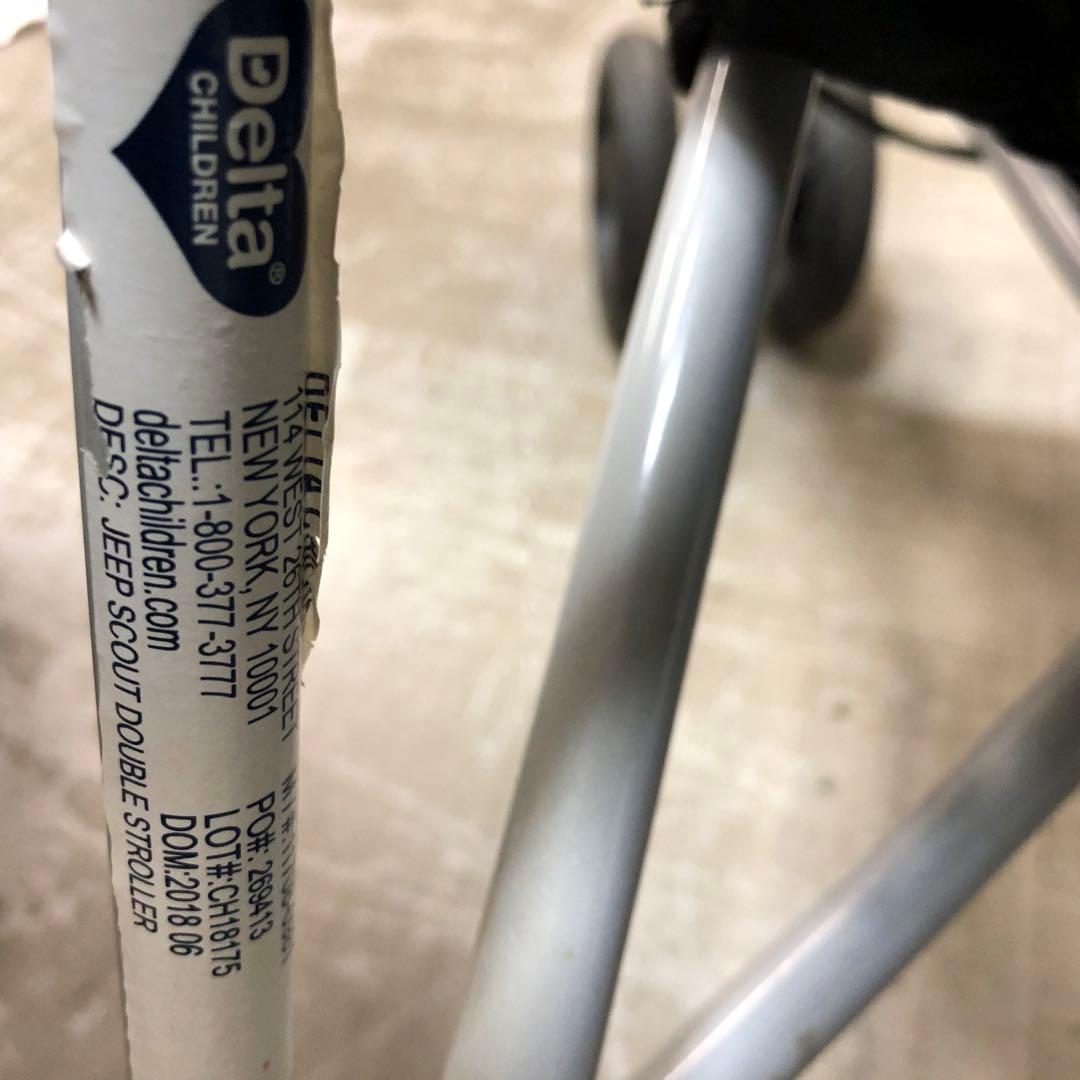 Delta®
CHILDREN
114 WEST 26TH STREET
NEW YORK, NY 10001
TEL.:1-800-377-3777
deltachildren.com
DESC: JEEP SCOUT DOUBLE STROLLER
PO#: 269413
LOT#:CH18175
DOM:2018 06